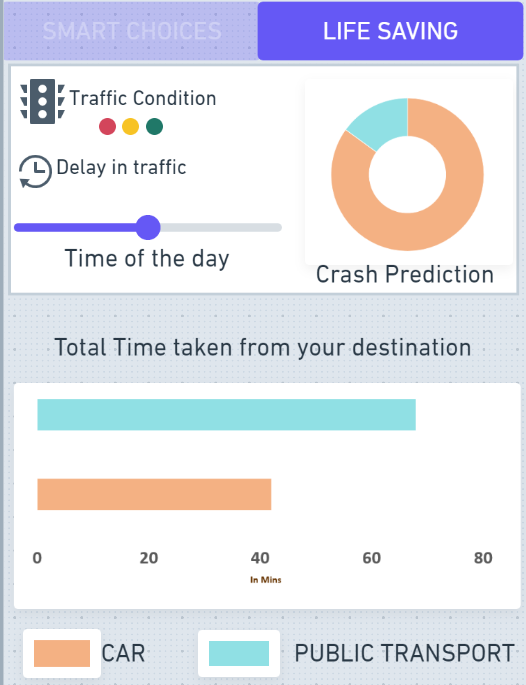 SMART CHOICES
LIFE SAVING
Traffic Condition
Delay in traffic
Time of the day
Crash Prediction
Total Time taken from your destination
0 20 40 60 80
In Mins
CAR
PUBLIC TRANSPORT